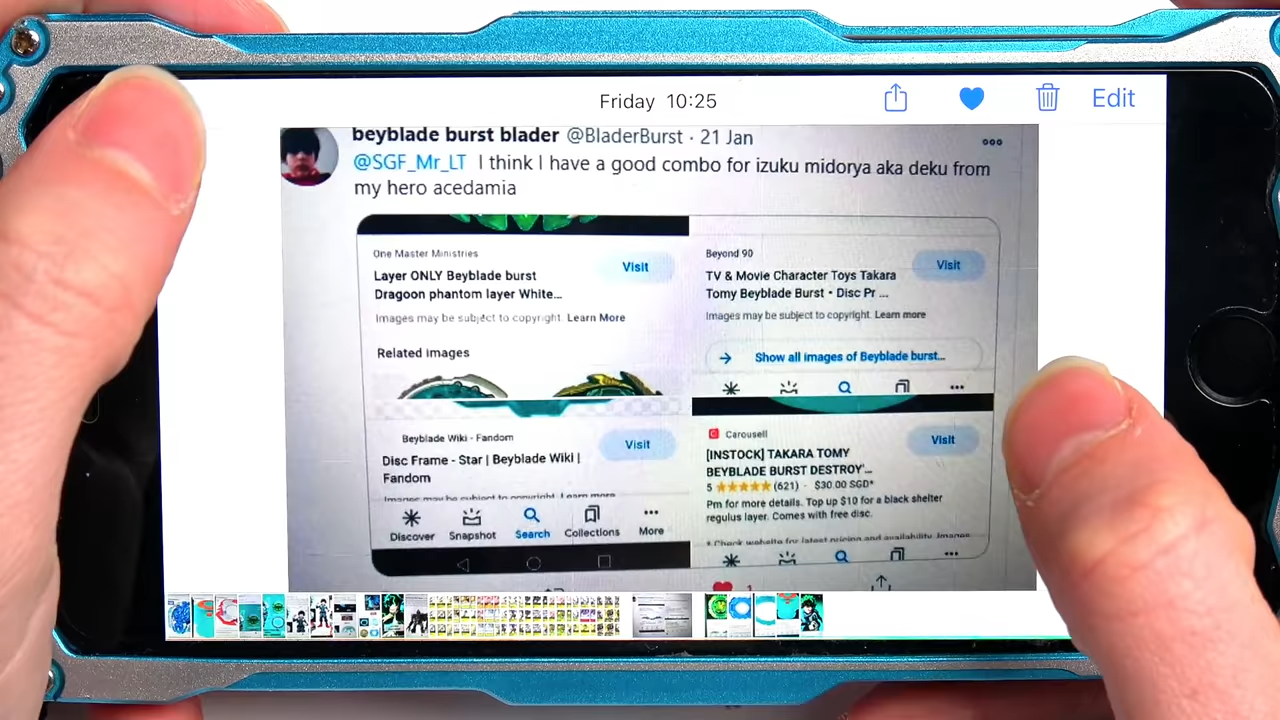 Friday 10:25
Edit
beyblade burst blader @BladerBurst · 21 Jan
@SGF_Mr_LT I think I have a good combo for izuku midorya aka deku from
my hero acedamia
One Master Ministries
Visit
Layer ONLY Beyblade burst
Dragoon phantom layer White...
Images may be subject to copyright. Learn More
Related images
Beyond 90
Visit
TV & Movie Character Toys Takara
Tomy Beyblade Burst • Disc Pr ...
Images may be subject to copyright. Learn more
Show all images of Beyblade burst...
Beyblade Wiki - Fandom
Visit
Disc Frame - Star | Beyblade Wiki |
Fandom
Images may be subject to copyright. Learn more
Discover Snapshot Search Collections More
Carousell
Visit
[INSTOCK] TAKARA TOMY
BEYBLADE BURST DESTROY'...
5 ★★★★★ (621) · $30.00 SGD*
Pm for more details. Top up $10 for a black shelter
regulus layer. Comes with free disc.
* Check website for latest pricing and availability. Images
1